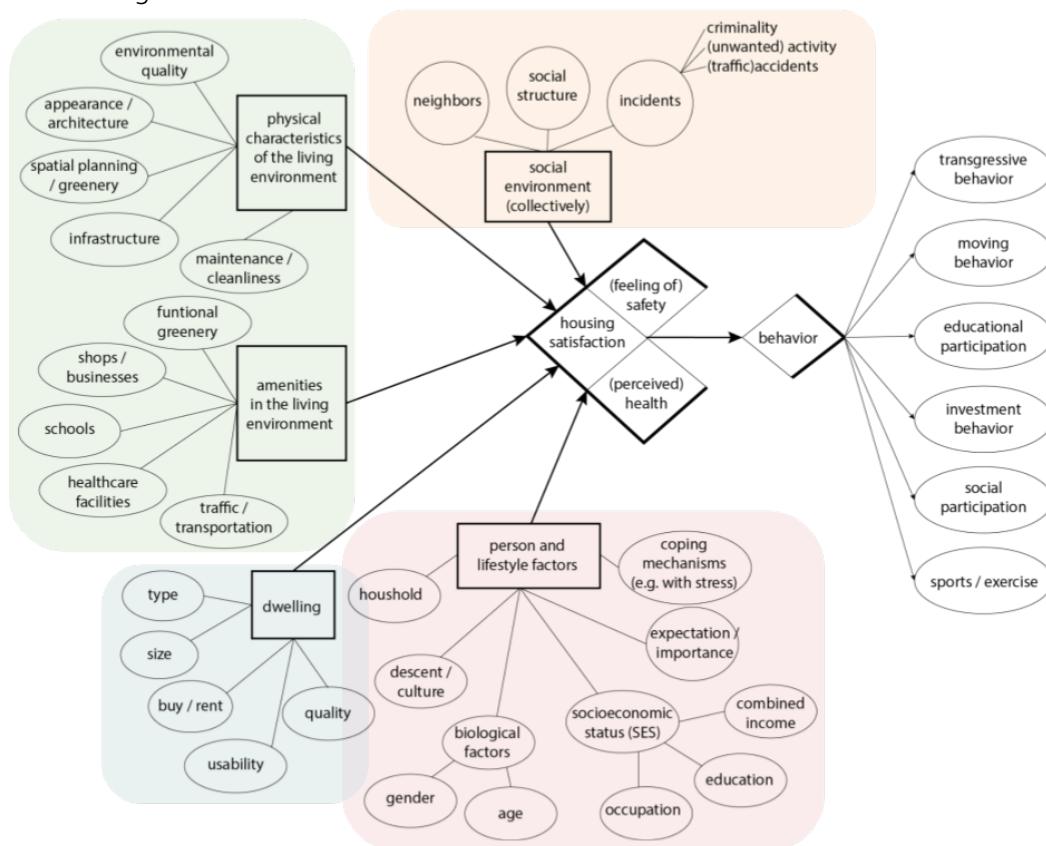 environmental
quality
appearance /
architecture
spatial planning
/ greenery
infrastructure
maintenance /
cleanliness
physical
characteristics
of the living
environment
funtional
greenery
shops /
businesses
schools
healthcare
facilities
traffic /
transportation
amenities
in the living
environment
neighbors
social
structure
incidents
criminality
(unwanted) activity
(traffic)accidents
social
environment
(collectively)
(feeling of)
safety
housing
satisfaction
(perceived)
health
behavior
transgressive
behavior
moving
behavior
educational
participation
investment
behavior
social
participation
sports / exercise
type
size
buy / rent
usability
quality
dwelling
person and
lifestyle factors
houshold
coping
mechanisms
(e.g. with stress)
expectation /
importance
descent /
culture
biological
factors
gender
age
socioeconomic
status (SES)
combined
income
education
occupation